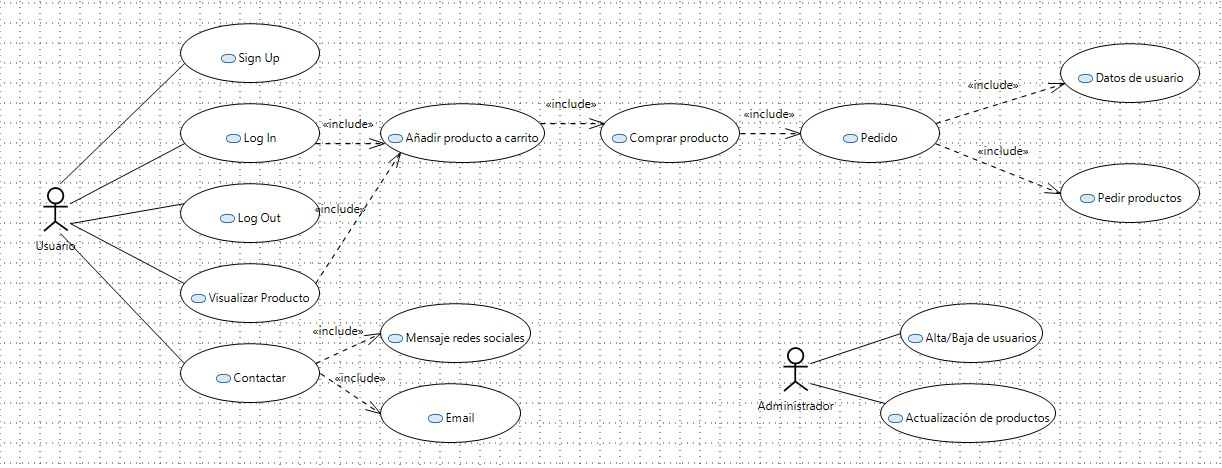 Sign Up
Log In
Log Out
Visualizar Producto
Contactar
Usuario
«include»
«include»
Añadir producto a carrito
«include»
Comprar producto
«include»
Pedido
«include»
Datos de usuario
«include»
Pedir productos
«include»
Mensaje redes sociales
«include»
Email
Administrador
Alta/Baja de usuarios
Actualización de productos